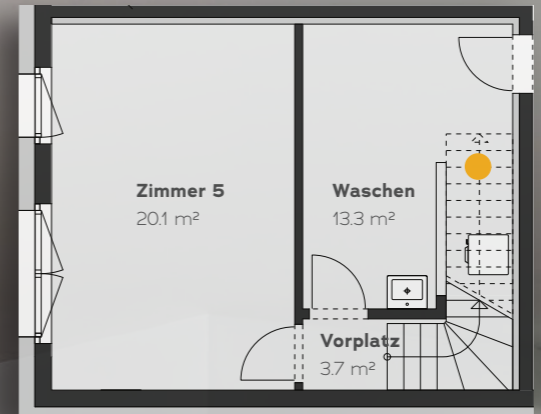 Zimmer 5
20.1 m²
Waschen
13.3 m²
Vorplatz
3.7 m²